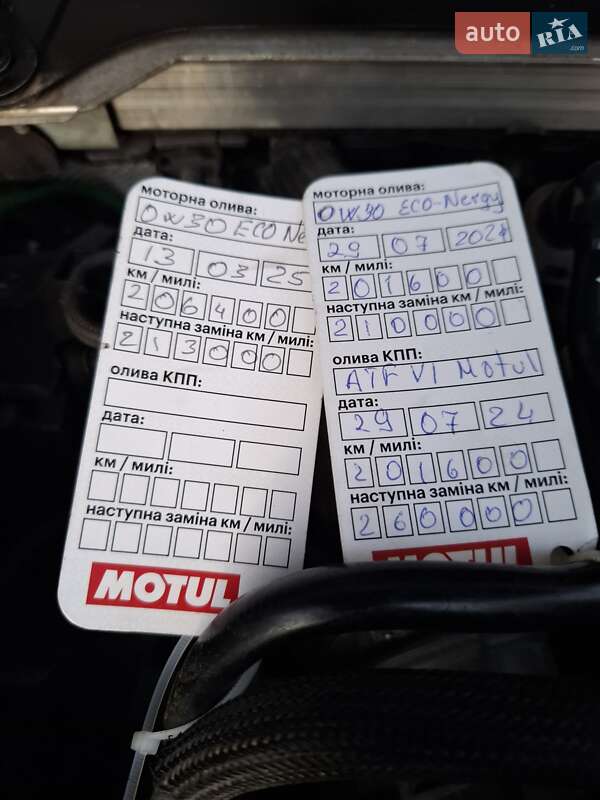 auto RIA.com
моторна олива:
0w30 ECO Ne
дата:
13 03 25
км / милі:
206400
наступна заміна км / милі:
213000
олива КПП:
дата:
км / милі:
наступна заміна км / милі:
MOTUL
моторна олива:
0W30 ECO-Nergy
дата:
29 07 2024
км / милі:
201600
наступна заміна км / милі:
210000
олива КПП:
ATF VI Motul
дата:
29 07 24
км / милі:
201600
наступна заміна км / милі:
260000
MOTUL